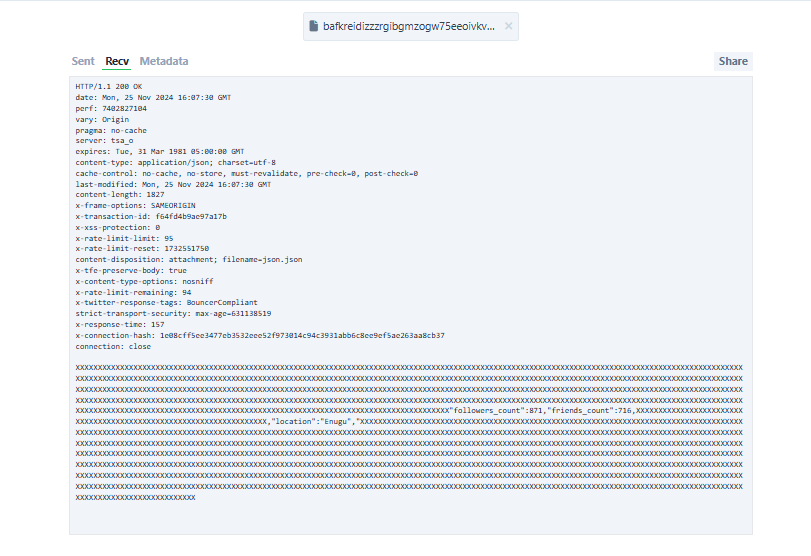 bafkreidizzzrgibgmzogw75eeoivkv...
Sent Recv Metadata Share
HTTP/1.1 200 OK
date: Mon, 25 Nov 2024 16:07:30 GMT
perf: 7402827104
vary: Origin
pragma: no-cache
server: tsa_o
expires: Tue, 31 Mar 1981 05:00:00 GMT
content-type: application/json; charset=utf-8
cache-control: no-cache, no-store, must-revalidate, pre-check=0, post-check=0
last-modified: Mon, 25 Nov 2024 16:07:30 GMT
content-length: 1827
x-frame-options: SAMEORIGIN
x-transaction-id: f64fd4b9ae97a17b
x-xss-protection: 0
x-rate-limit-limit: 95
x-rate-limit-reset: 1732551750
content-disposition: attachment; filename=json.json
x-tfe-preserve-body: true
x-content-type-options: nosniff
x-rate-limit-remaining: 94
x-twitter-response-tags: BouncerCompliant
strict-transport-security: max-age=631138519
x-response-time: 157
x-connection-hash: 1e08cff5ee3477eb3532eee52f973014c94c3931abb6c8ee9ef5ae263aa8cb37
connection: close
"followers_count":871,"friends_count":716,
,"location":"Enugu","